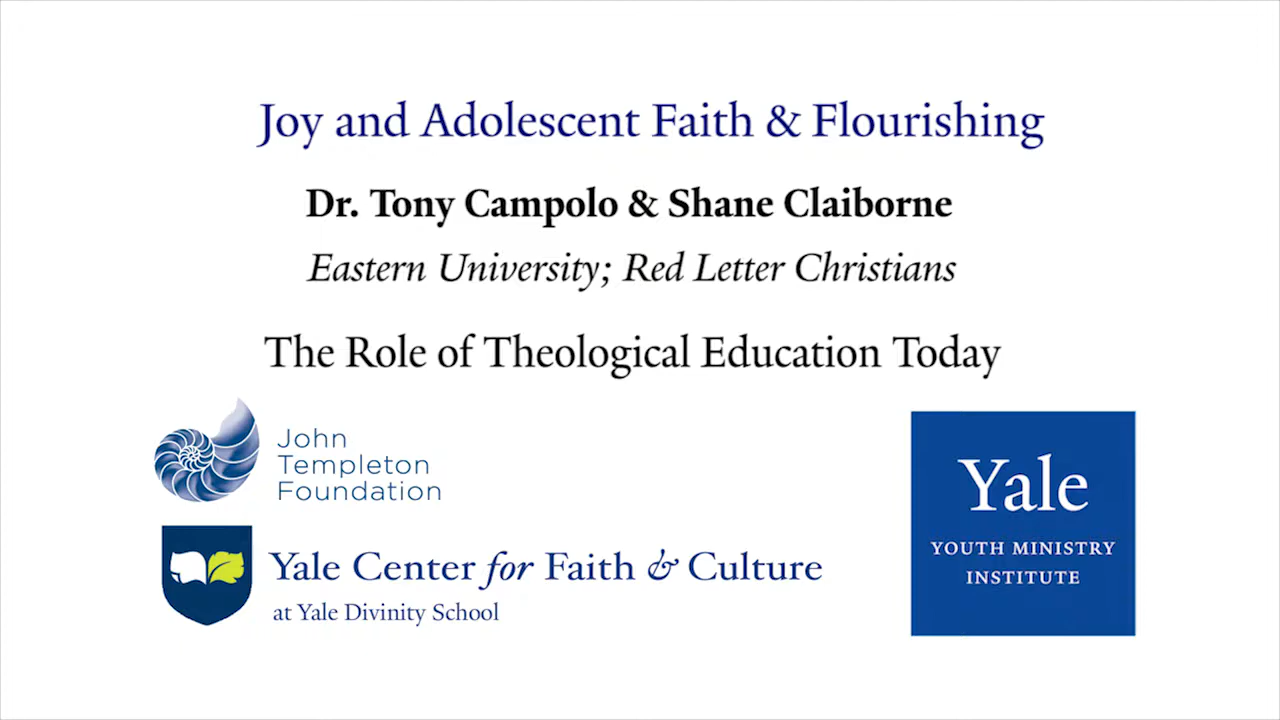 Joy and Adolescent Faith & Flourishing
Dr. Tony Campolo & Shane Claiborne
Eastern University; Red Letter Christians
The Role of Theological Education Today
John
Templeton
Foundation
Yale Center for Faith & Culture
at Yale Divinity School
Yale
YOUTH MINISTRY
INSTITUTE